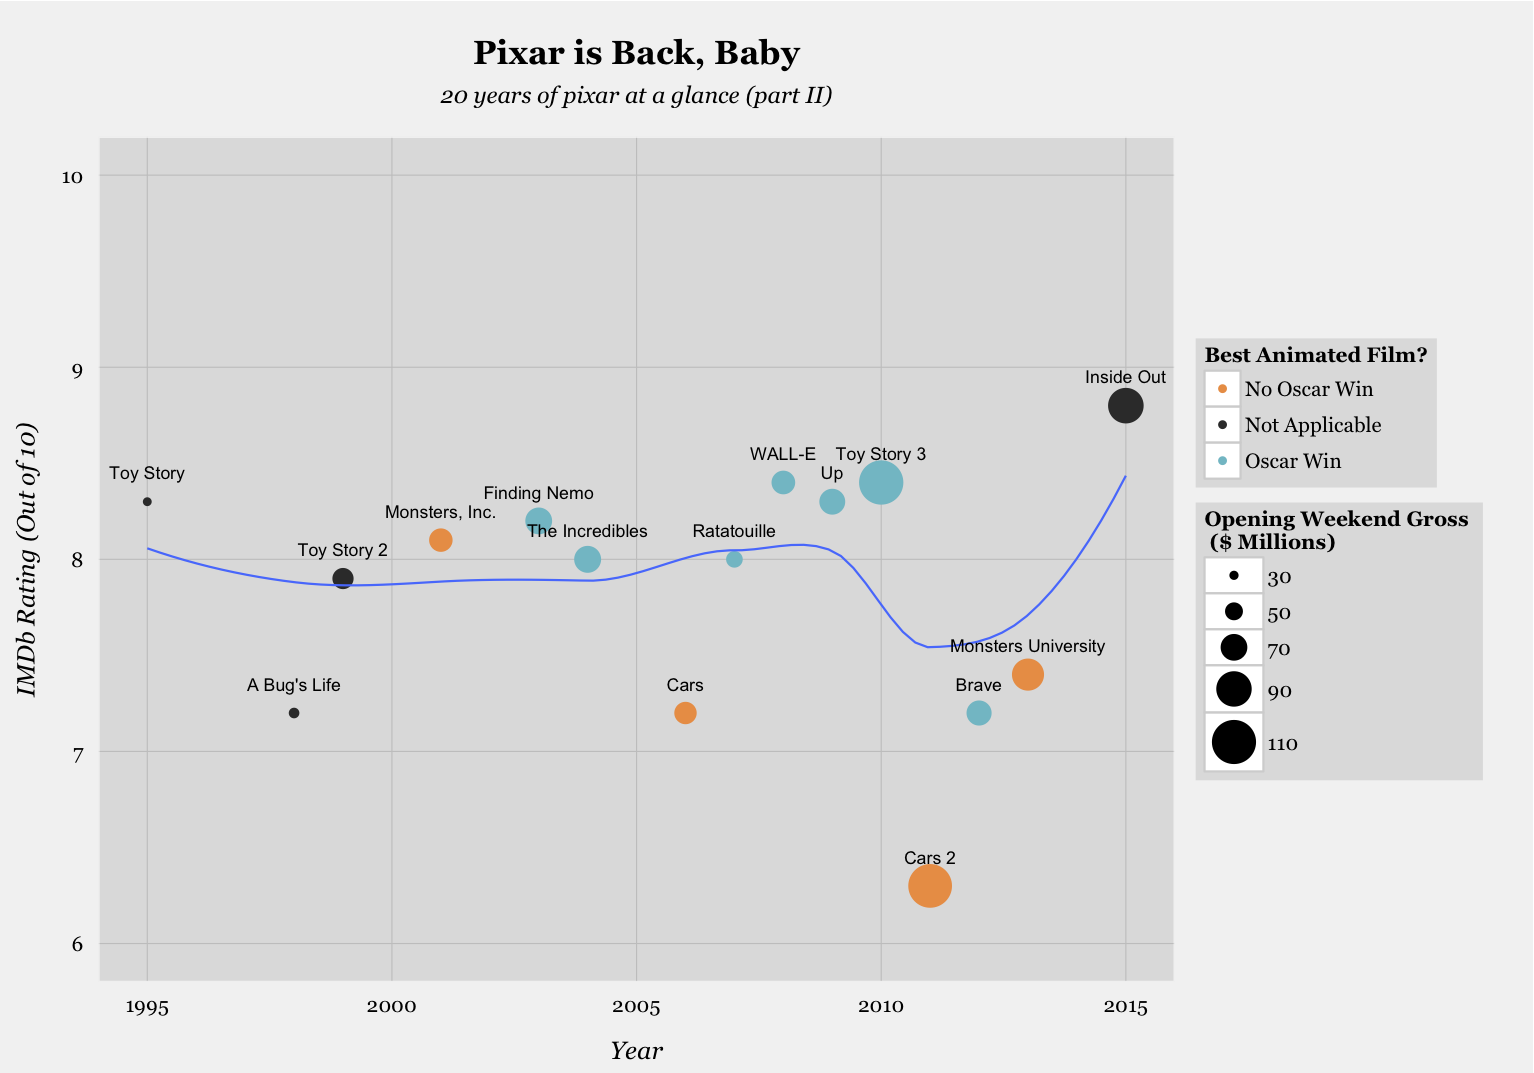 Pixar is Back, Baby
20 years of pixar at a glance (part II)
IMDb Rating (Out of 10)
10
9
8
7
6
Toy Story
A Bug's Life
Toy Story 2
Monsters, Inc.
Finding Nemo
The Incredibles
Cars
Ratatouille
WALL-E
Up
Toy Story 3
Cars 2
Brave
Monsters University
Inside Out
1995
2000
2005
2010
2015
Year
Best Animated Film?
No Oscar Win
Not Applicable
Oscar Win
Opening Weekend Gross
($ Millions)
30
50
70
90
110